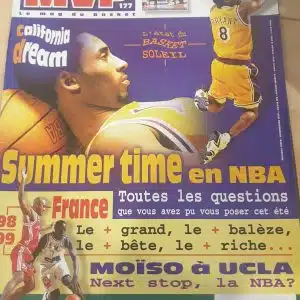 MVP
177
Le mag du basket
california
dream
L'état du
BASKET
SOLEIL
BRYANT
8
Summer time en NBA
Toutes les questions
que vous avez pu vous poser cet été
France
98
99
Le + grand, le + balèze,
le + bête, le + riche...
MOÏSO à UCLA
Next stop, la NBA?